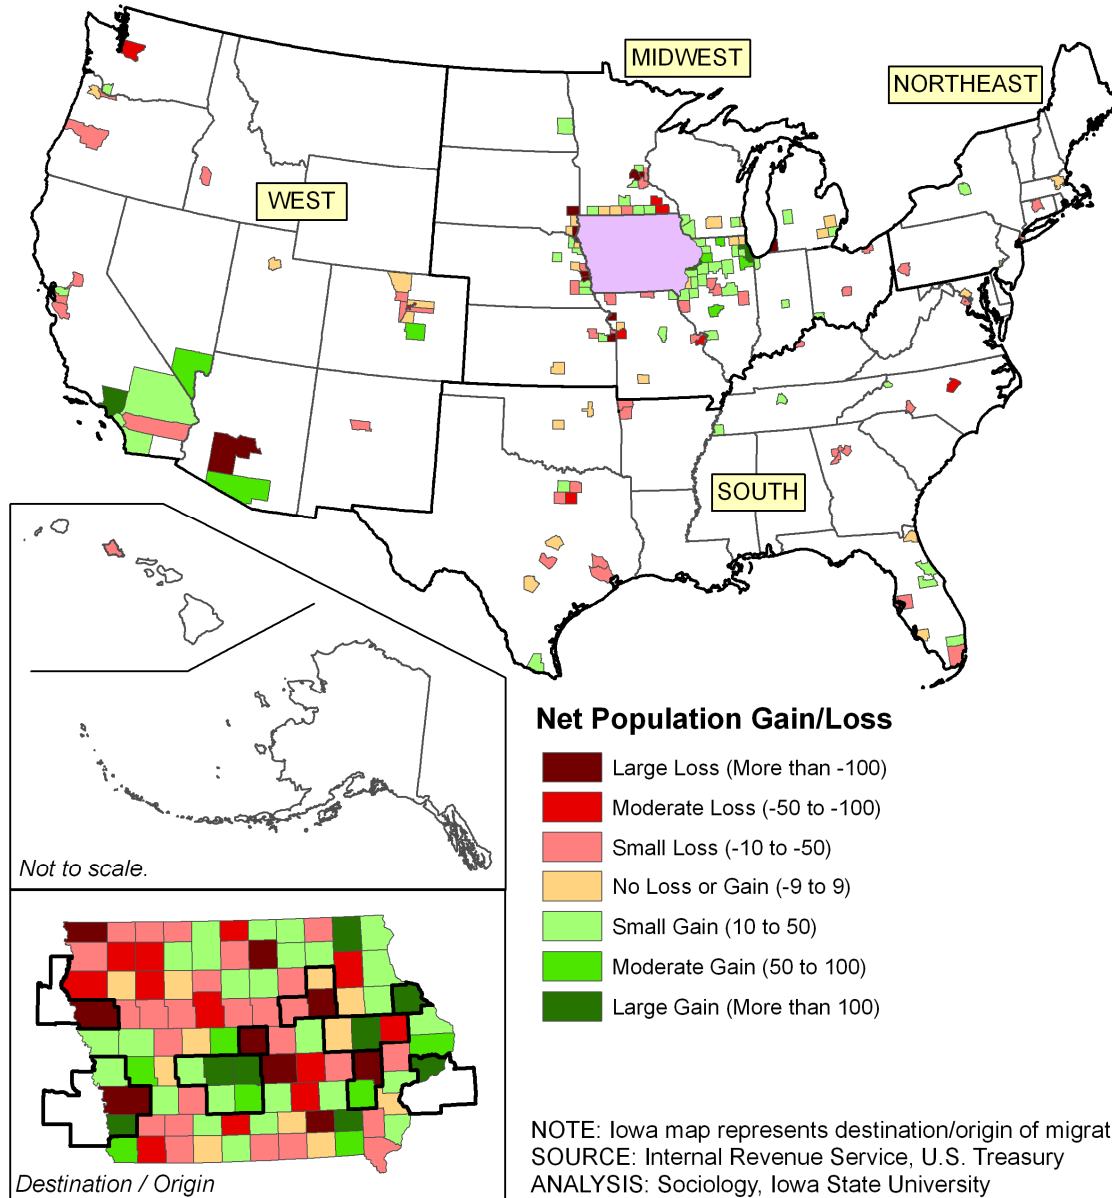 MIDWEST
NORTHEAST
WEST
SOUTH
Net Population Gain/Loss
Large Loss (More than -100)
Moderate Loss (-50 to -100)
Small Loss (-10 to -50)
No Loss or Gain (-9 to 9)
Small Gain (10 to 50)
Moderate Gain (50 to 100)
Large Gain (More than 100)
Not to scale.
Destination / Origin
NOTE: Iowa map represents destination/origin of migrat
SOURCE: Internal Revenue Service, U.S. Treasury
ANALYSIS: Sociology, Iowa State University